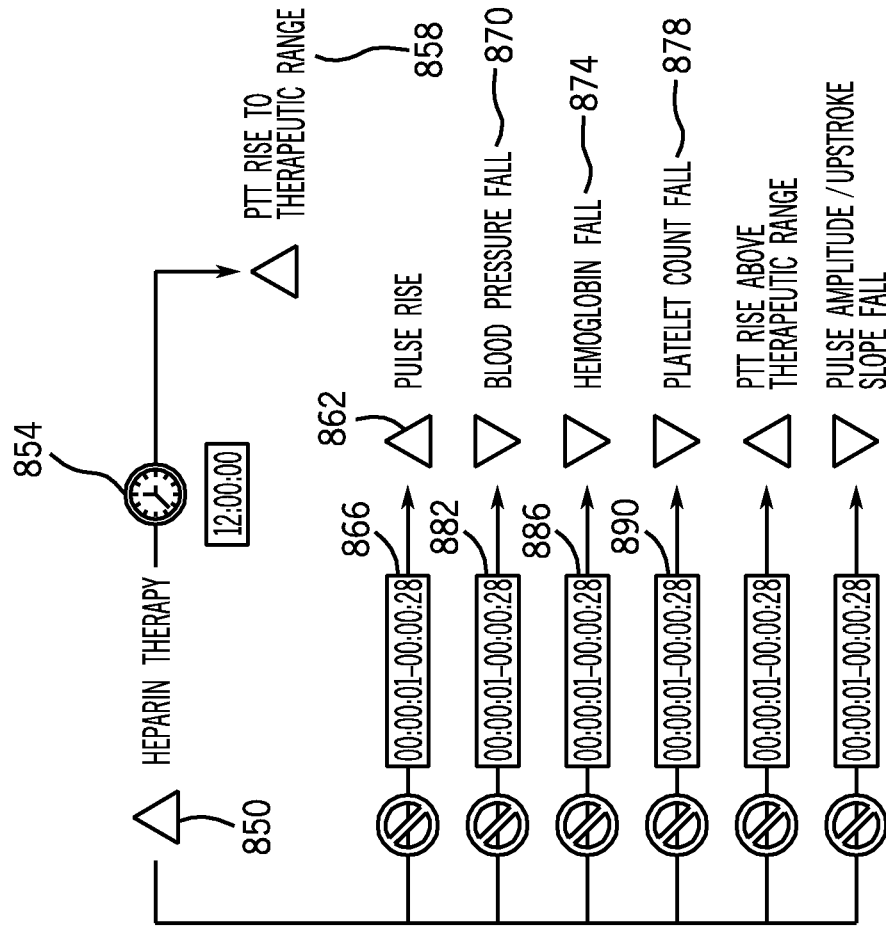 854
HEPARIN THERAPY
12:00:00
850
PTT RISE TO
THERAPEUTIC RANGE
858
866
00:00:01–00:00:28
862
PULSE RISE
882
00:00:01–00:00:28
BLOOD PRESSURE FALL
870
886
00:00:01–00:00:28
HEMOGLOBIN FALL
874
890
00:00:01–00:00:28
PLATELET COUNT FALL
878
00:00:01–00:00:28
PTT RISE ABOVE
THERAPEUTIC RANGE
00:00:01–00:00:28
PULSE AMPLITUDE/UPSTROKE
SLOPE FALL